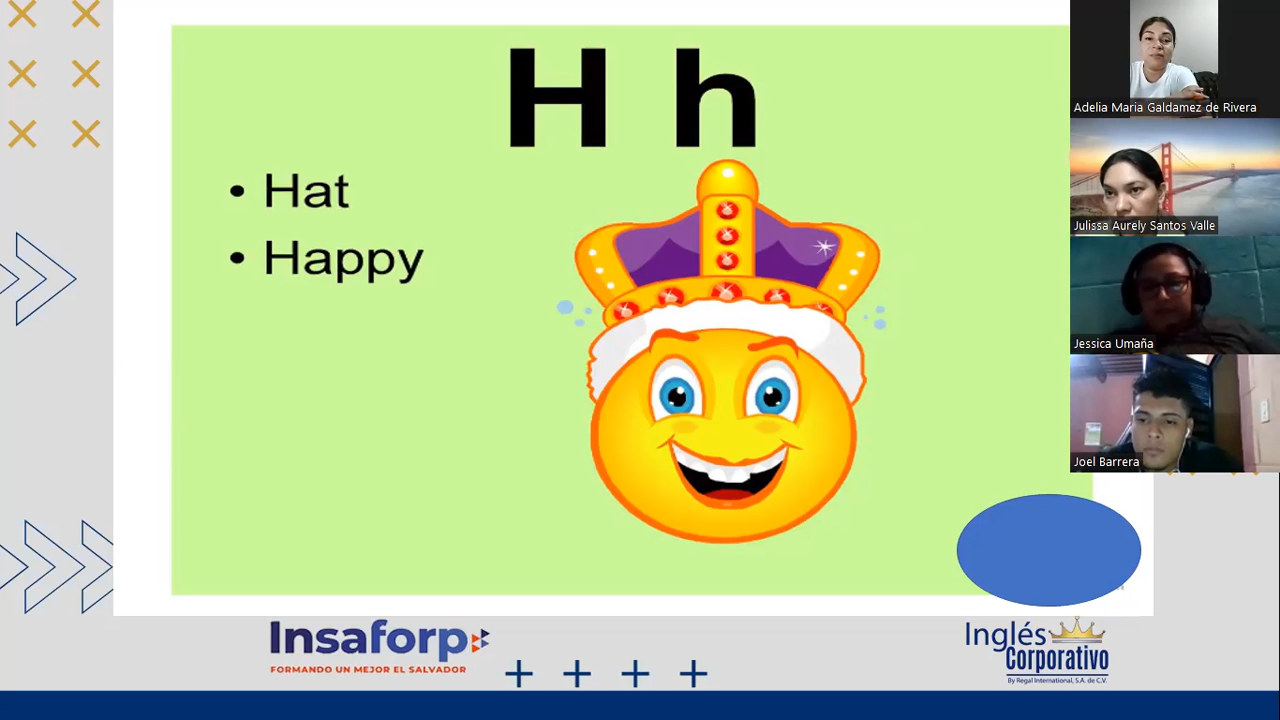 H h
• Hat
• Happy
Adelia Maria Galdamez de Rivera
Julissa Aurely Santos Valle
Jessica Umaña
Joel Barrera
Insaforp
FORMANDO UN MEJOR EL SALVADOR
Inglés
Corporativo
By Regal International, S.A. de C.V.